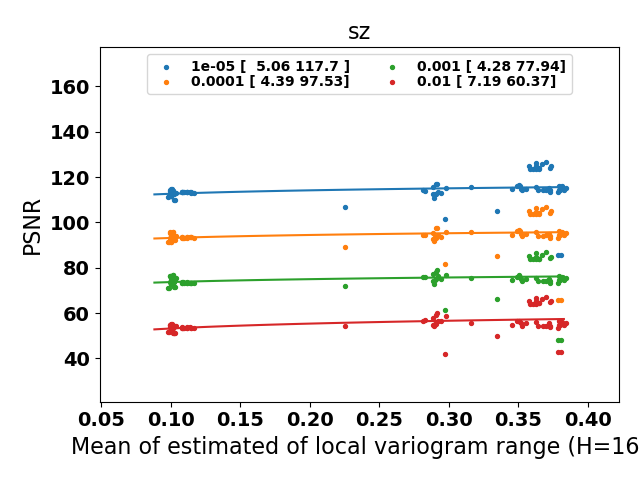 sz
1e-05 [  5.06 117.7 ]
0.0001 [ 4.39 97.53]
0.001 [ 4.28 77.94]
0.01 [ 7.19 60.37]
PSNR
160
140
120
100
80
60
40
0.05 0.10 0.15 0.20 0.25 0.30 0.35 0.40
Mean of estimated of local variogram range (H=16